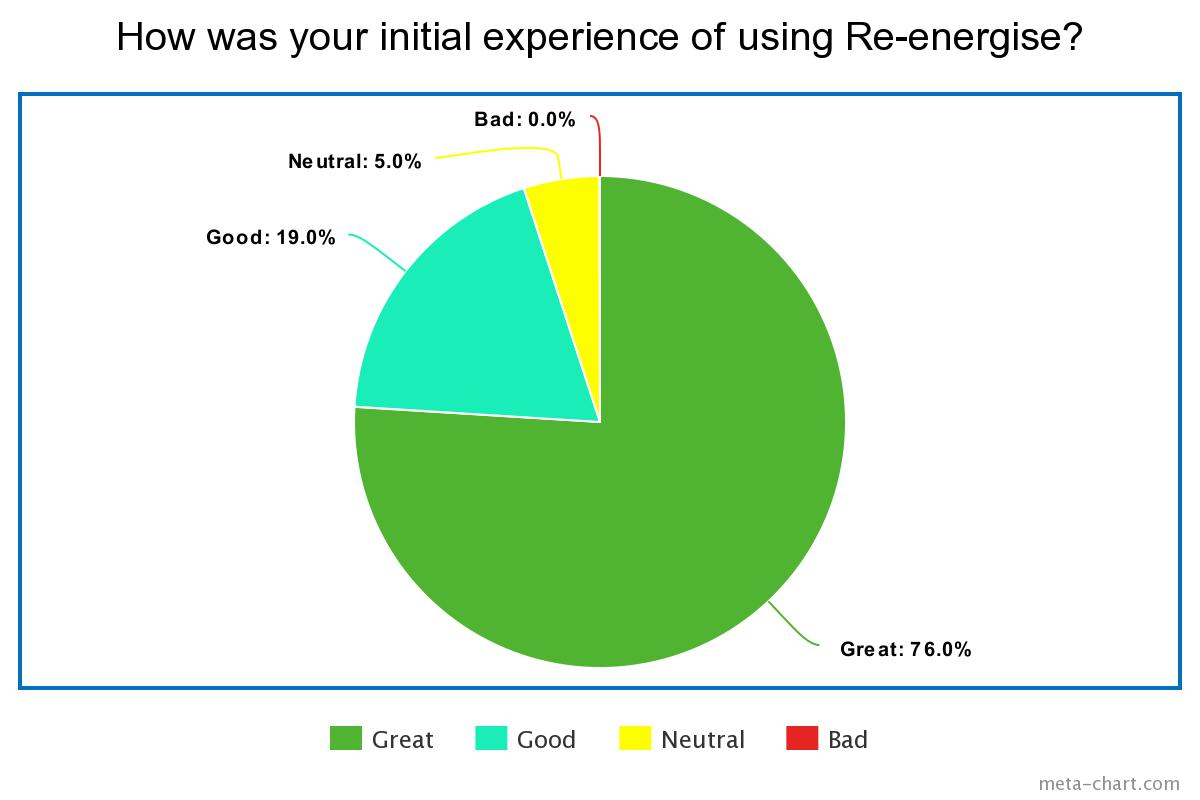 How was your initial experience of using Re-energise?
Bad: 0.0%
Neutral: 5.0%
Good: 19.0%
Great: 76.0%
Great Good Neutral Bad
meta-chart.com